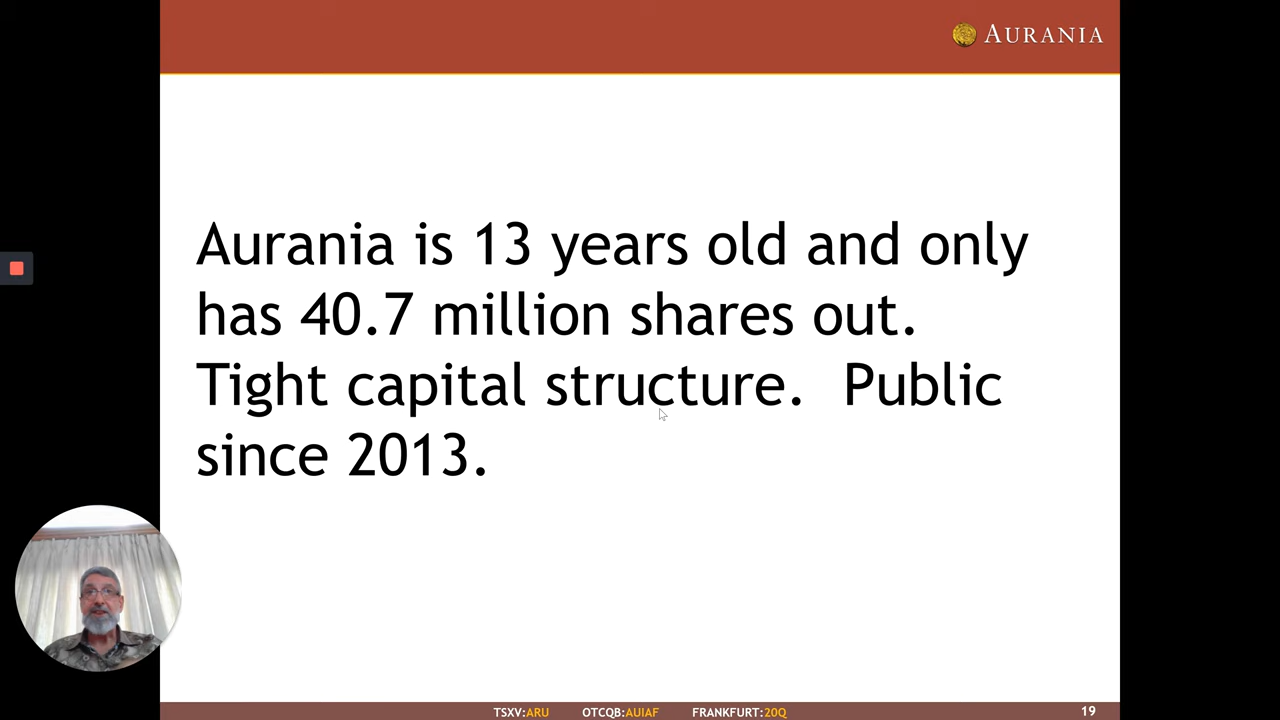 AURANIA
Aurania is 13 years old and only
has 40.7 million shares out.
Tight capital structure.  Public
since 2013.
TSXV:ARU OTCQB:AUIAF FRANKFURT:20Q 19